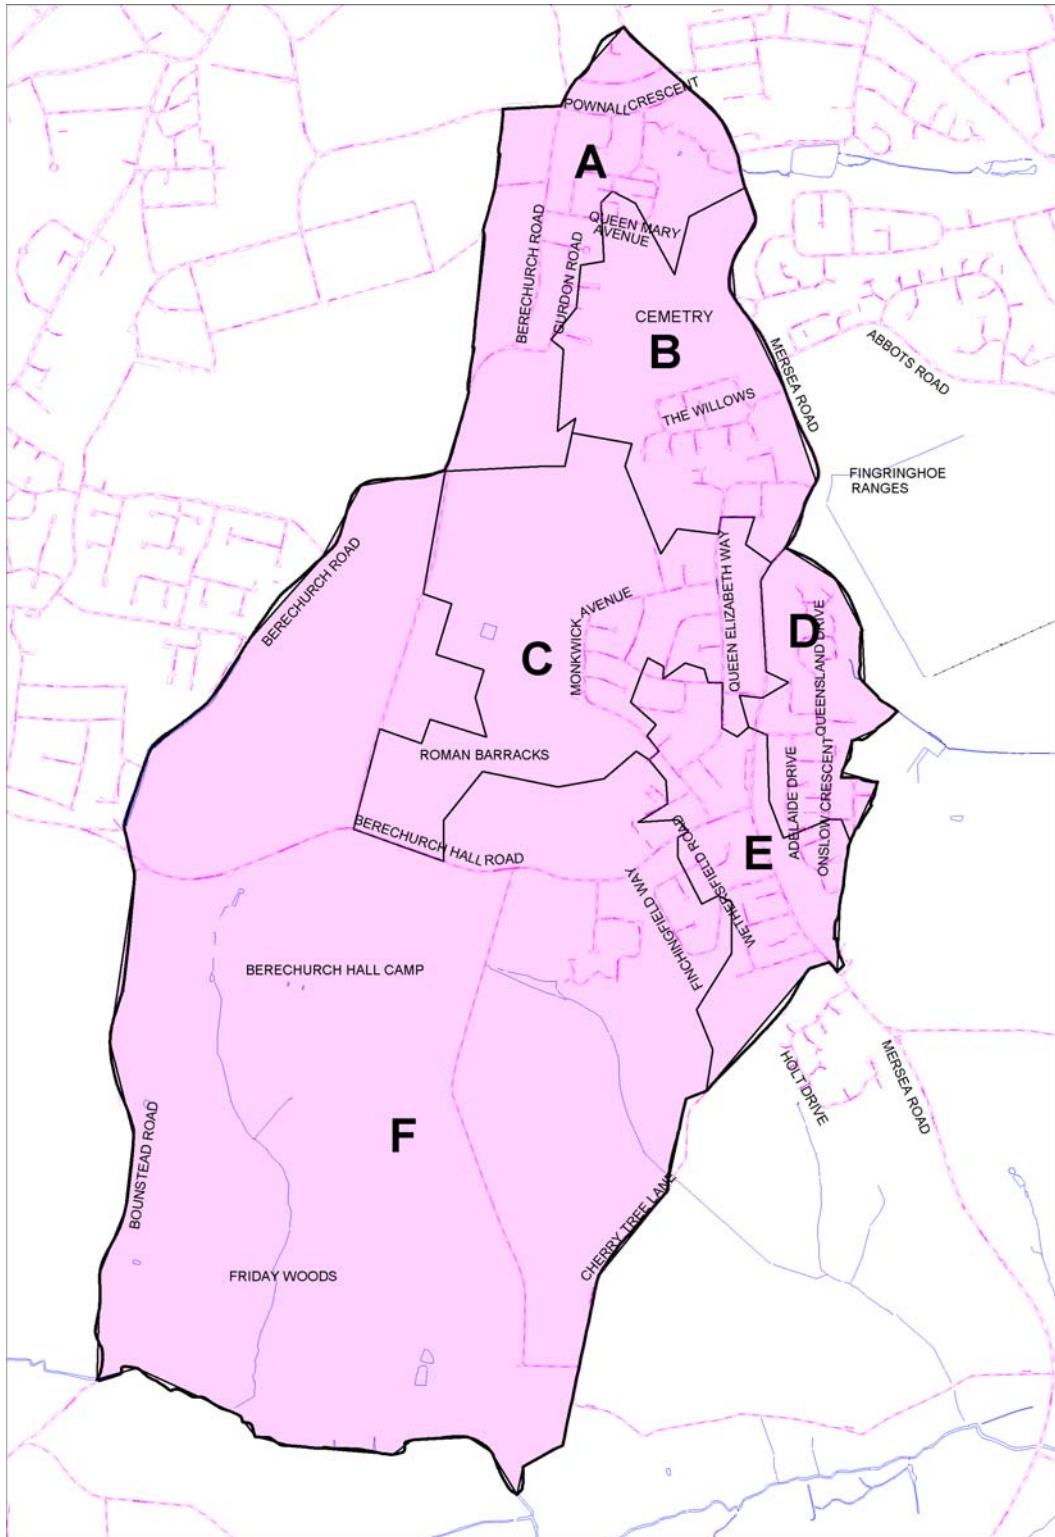 POWNALL CRESCENT
A
QUEEN MARY
AVENUE
BERECHURCH ROAD
GURDON ROAD
CEMETRY
B
MERSEA ROAD
ABBOTS ROAD
THE WILLOWS
FINGRINGHOE
RANGES
BERECHURCH ROAD
QUEEN ELIZABETH WAY
MONKWICK AVENUE
C
D
QUEENSLAND DRIVE
ROMAN BARRACKS
ADELAIDE DRIVE
ONSLOW CRESCENT
BERECHURCH HALL ROAD
E
WETHERSFIELD ROAD
FINCHINGFIELD WAY
BERECHURCH HALL CAMP
HOLT DRIVE
MERSEA ROAD
F
BOUNSTEAD ROAD
CHERRY TREE LANE
FRIDAY WOODS